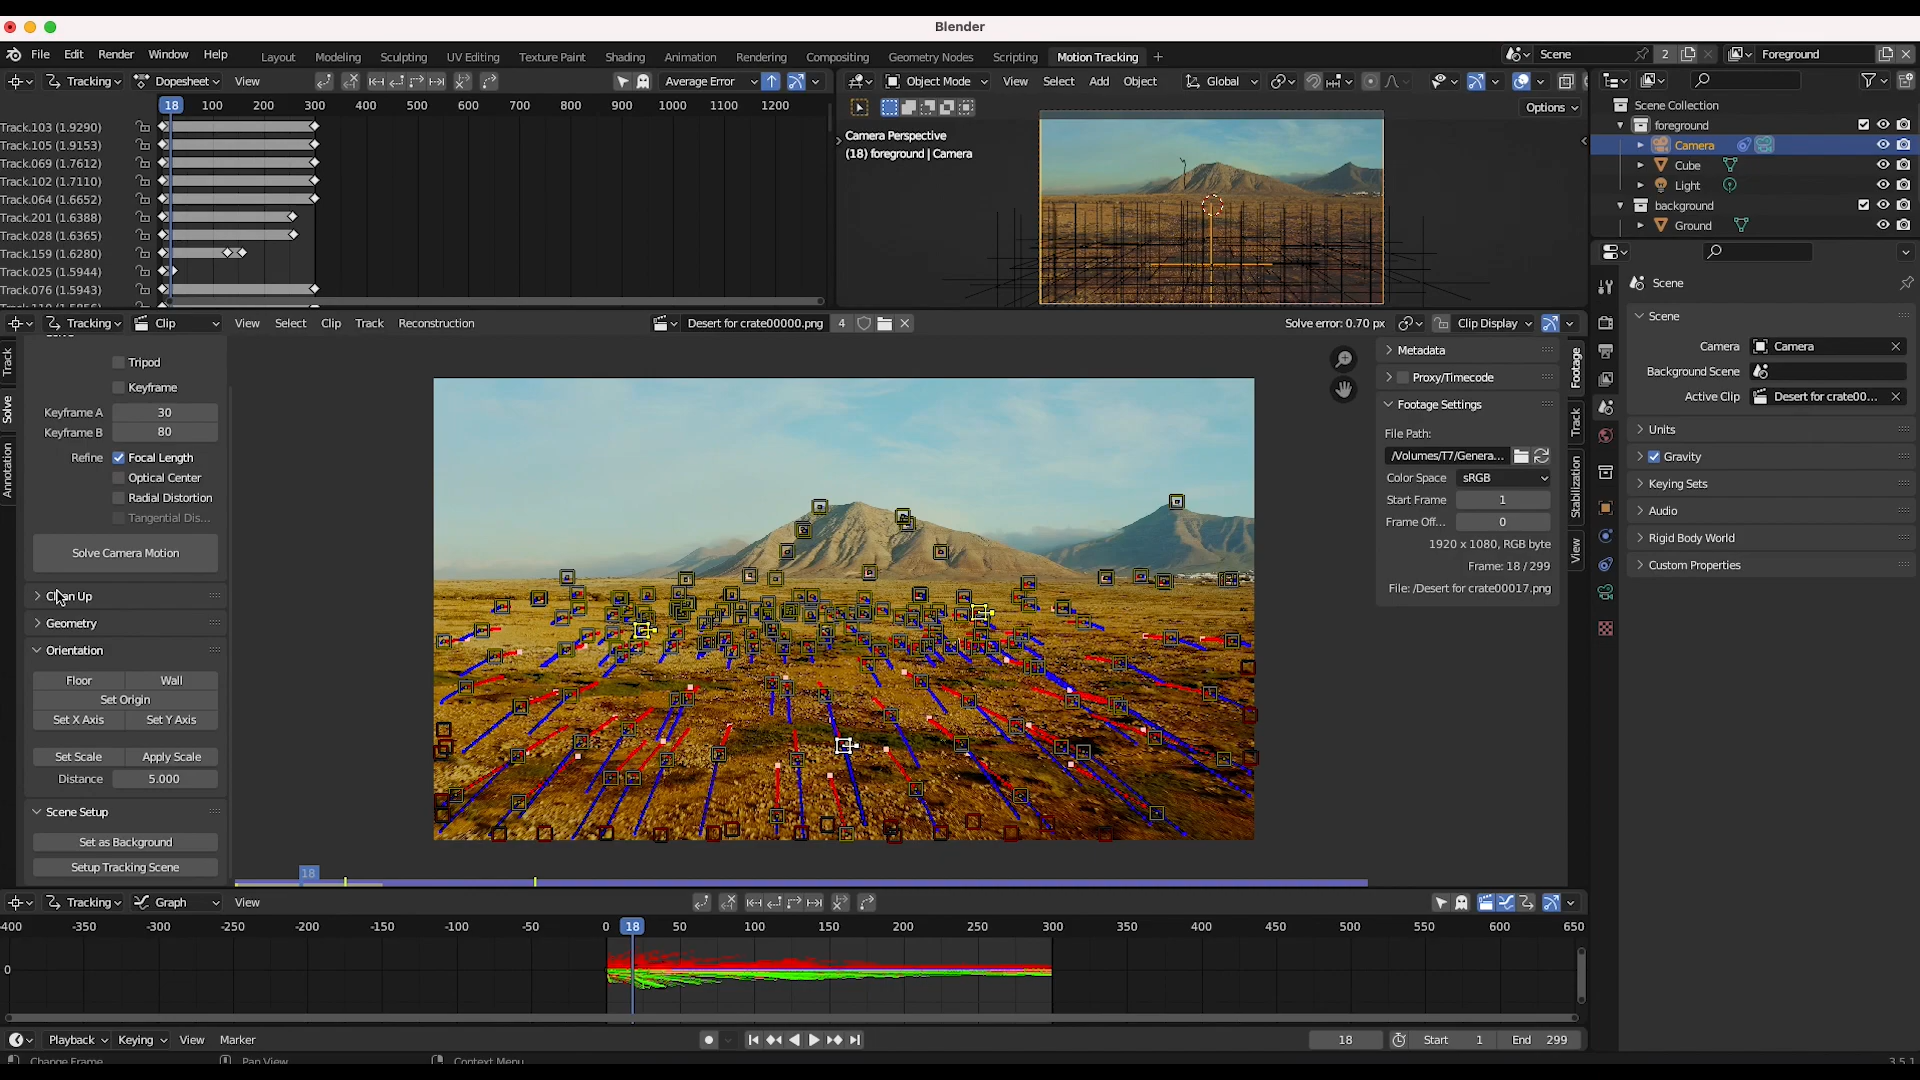 Blender
File Edit Render Window Help Layout Modeling Sculpting UV Editing Texture Paint Shading Animation Rendering Compositing Geometry Nodes Scripting Motion Tracking + Scene 2 Foreground
Tracking Dopesheet View Average Error Object Mode View Select Add Object Global
18 100 200 300 400 500 600 700 800 900 1000 1100 1200
Options
Track.103 (1.9290)
Track.105 (1.9153)
Track.069 (1.7612)
Track.102 (1.7110)
Track.064 (1.6652)
Track.201 (1.6388)
Track.028 (1.6365)
Track.159 (1.6280)
Track.025 (1.5944)
Track.076 (1.5943)
Camera Perspective
(18) foreground | Camera
Scene Collection
foreground
Camera
Cube
Light
background
Ground
Tracking Clip View Select Clip Track Reconstruction Desert for crate00000.png 4 Solve error: 0.70 px Clip Display
Track
Solve
Annotation
Tripod
Keyframe
Keyframe A 30
Keyframe B 80
Refine Focal Length
Optical Center
Radial Distortion
Tangential Dis...
Solve Camera Motion
Geometry
Orientation
Floor Wall
Set Origin
Set X Axis Set Y Axis
Set Scale Apply Scale
Distance 5.000
Scene Setup
Set as Background
Setup Tracking Scene
18
Metadata
Proxy/Timecode
Footage Settings
File Path:
/Volumes/T7/Genera...
Color Space sRGB
Start Frame 1
Frame Off... 0
1920 x 1080, RGB byte
Frame: 18 / 299
File: /Desert for crate00017.png
Footage
Track
Stabilization
View
Scene
Scene
Camera Camera
Background Scene
Active Clip Desert for crate00...
Units
Gravity
Keying Sets
Audio
Rigid Body World
Custom Properties
Tracking Graph View
-400 -350 -300 -250 -200 -150 -100 -50 0 18 50 100 150 200 250 300 350 400 450 500 550 600 650
0
Playback Keying View Marker 18 Start 1 End 299
Change Frame Pan View Context Menu 3.5.1